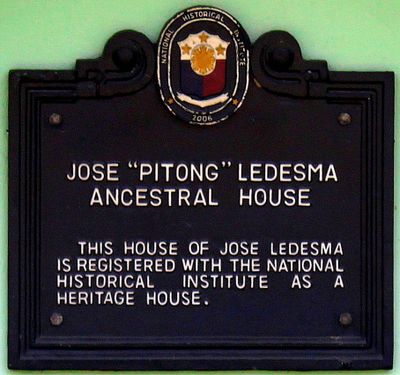 NATIONAL HISTORICAL INSTITUTE
2006
JOSE "PITONG" LEDESMA
ANCESTRAL HOUSE
THIS HOUSE OF JOSE LEDESMA
IS REGISTERED WITH THE NATIONAL
HISTORICAL INSTITUTE AS A
HERITAGE HOUSE.